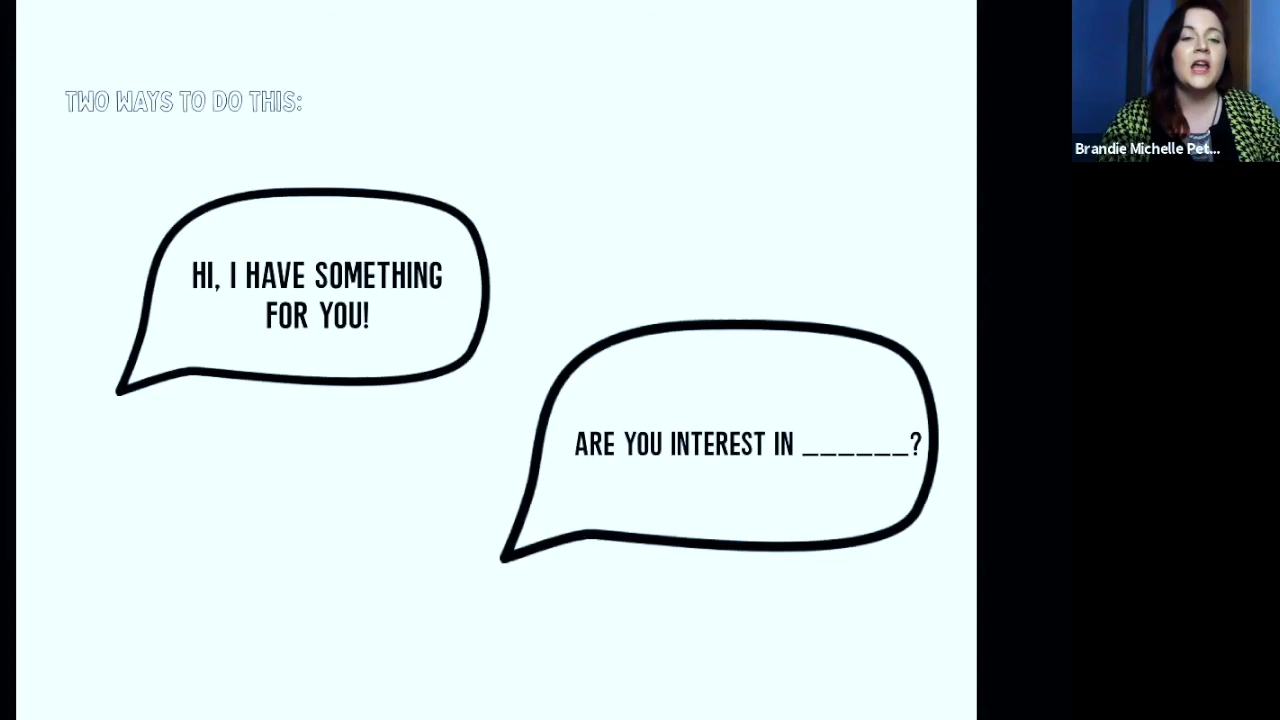 TWO WAYS TO DO THIS:
HI, I HAVE SOMETHING
FOR YOU!
ARE YOU INTEREST IN ______?
Brandie Michelle Pet...